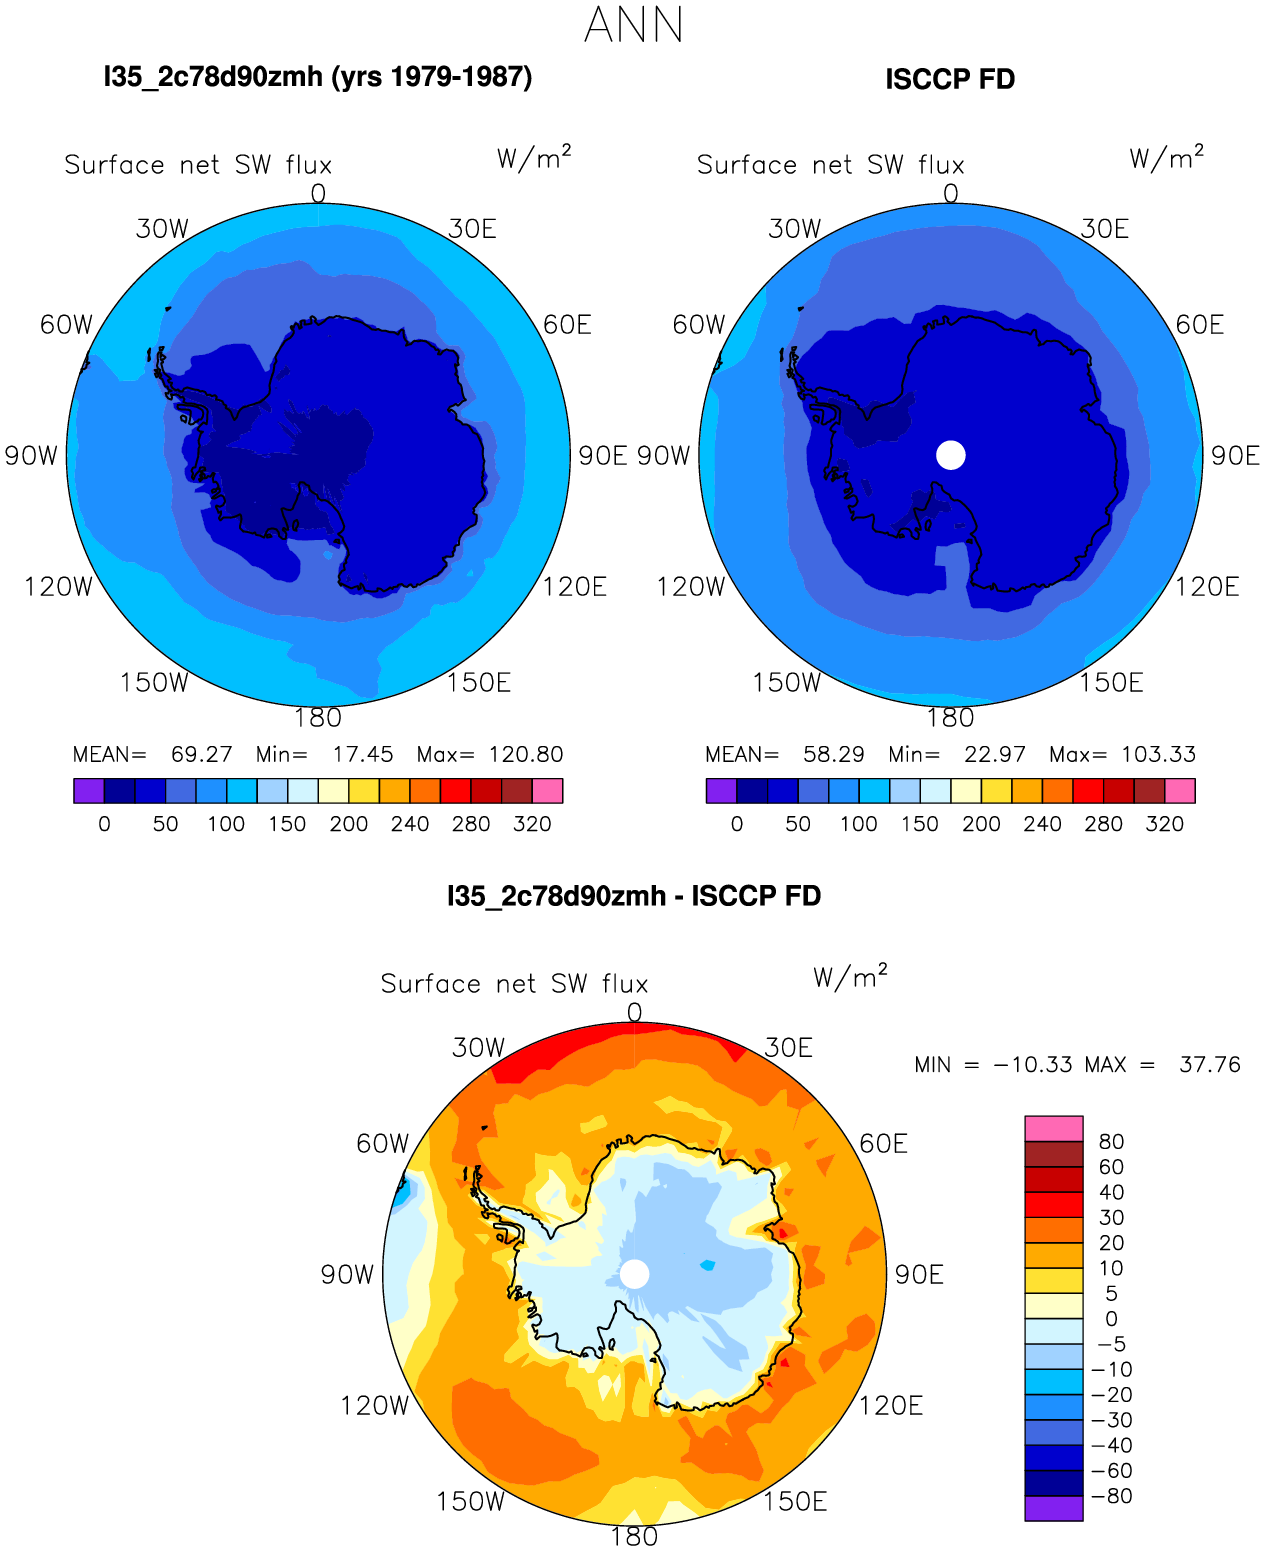 ANN
I35_2c78d90zmh (yrs 1979-1987)
ISCCP FD
Surface net SW flux W/m²
Surface net SW flux W/m²
0
30W 30E
60W 60E
90W 90E
120W 120E
150W 150E
180
0
30W 30E
60W 60E
90W 90E
120W 120E
150W 150E
180
MEAN= 69.27 Min= 17.45 Max= 120.80
0 50 100 150 200 240 280 320
MEAN= 58.29 Min= 22.97 Max= 103.33
0 50 100 150 200 240 280 320
I35_2c78d90zmh - ISCCP FD
Surface net SW flux W/m²
0
30W 30E
60W 60E
90W 90E
120W 120E
150W 150E
180
MIN = −10.33 MAX = 37.76
80
60
40
30
20
10
5
0
−5
−10
−20
−30
−40
−60
−80